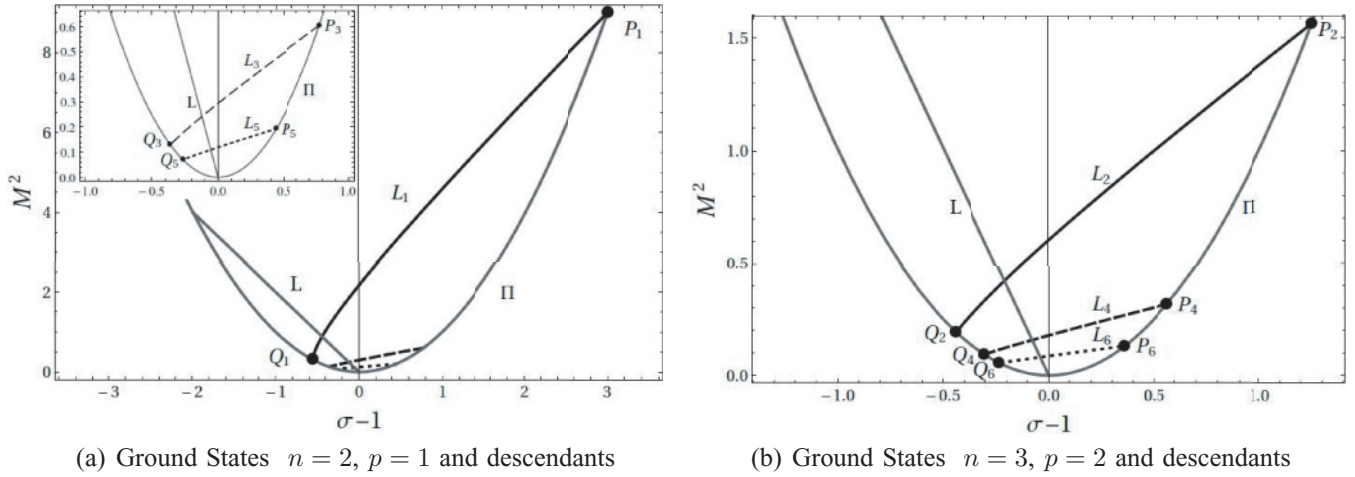 0.6
0.5
0.4
0.3
0.2
0.1
0.0
−1.0 −0.5 0.0 0.5 1.0
P₃
L₃
L
Π
Q₃
L₅
P₅
Q₅
8
6
4
2
0
M²
P₁
L₁
L
Π
Q₁
−3 −2 −1 0 1 2 3
σ−1
(a) Ground States n = 2, p = 1 and descendants
1.5
1.0
0.5
0.0
M²
P₂
L₂
L
Π
Q₂
L₄
P₄
Q₄
L₆
P₆
Q₆
−1.0 −0.5 0.0 0.5 1.0
σ−1
(b) Ground States n = 3, p = 2 and descendants